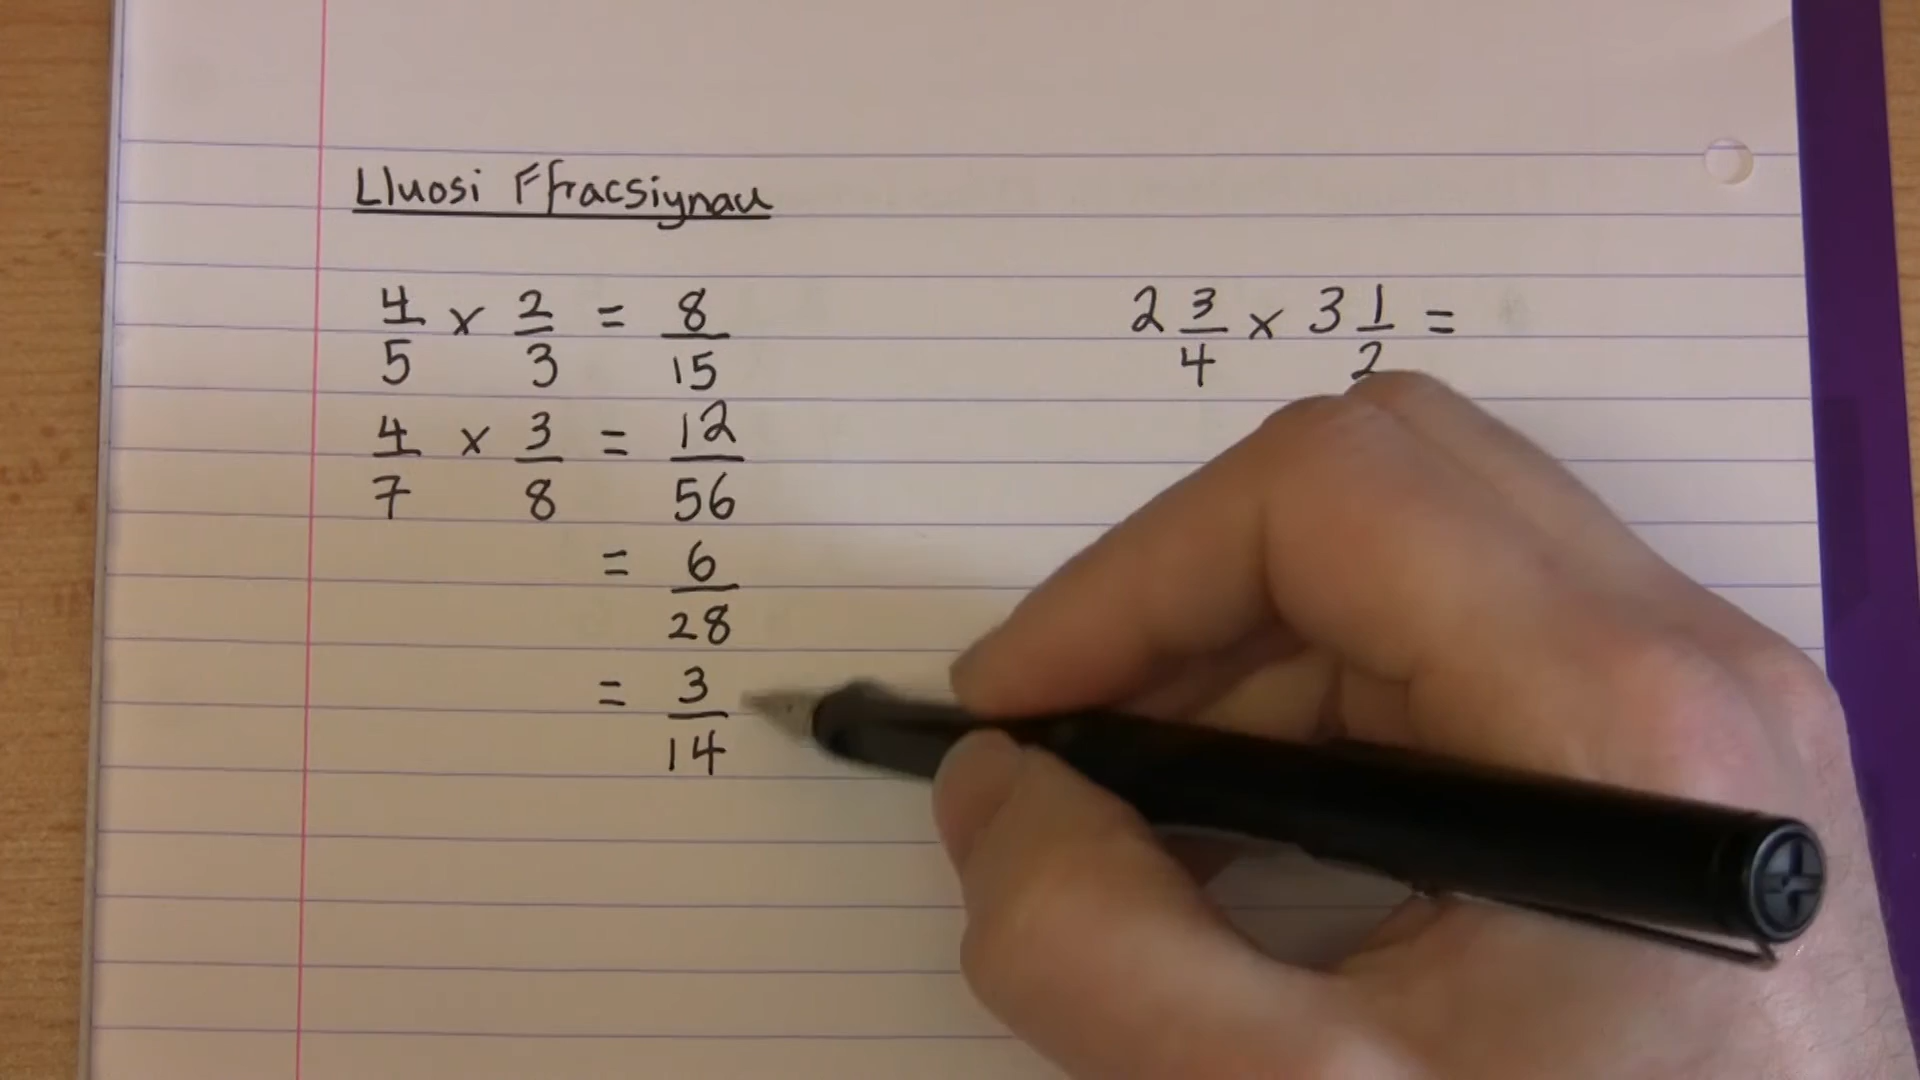 Lluosi Ffracsiynau
4/5 × 2/3 = 8/15
4/7 × 3/8 = 12/56
= 6/28
= 3/14
2 3/4 × 3 1/2 =